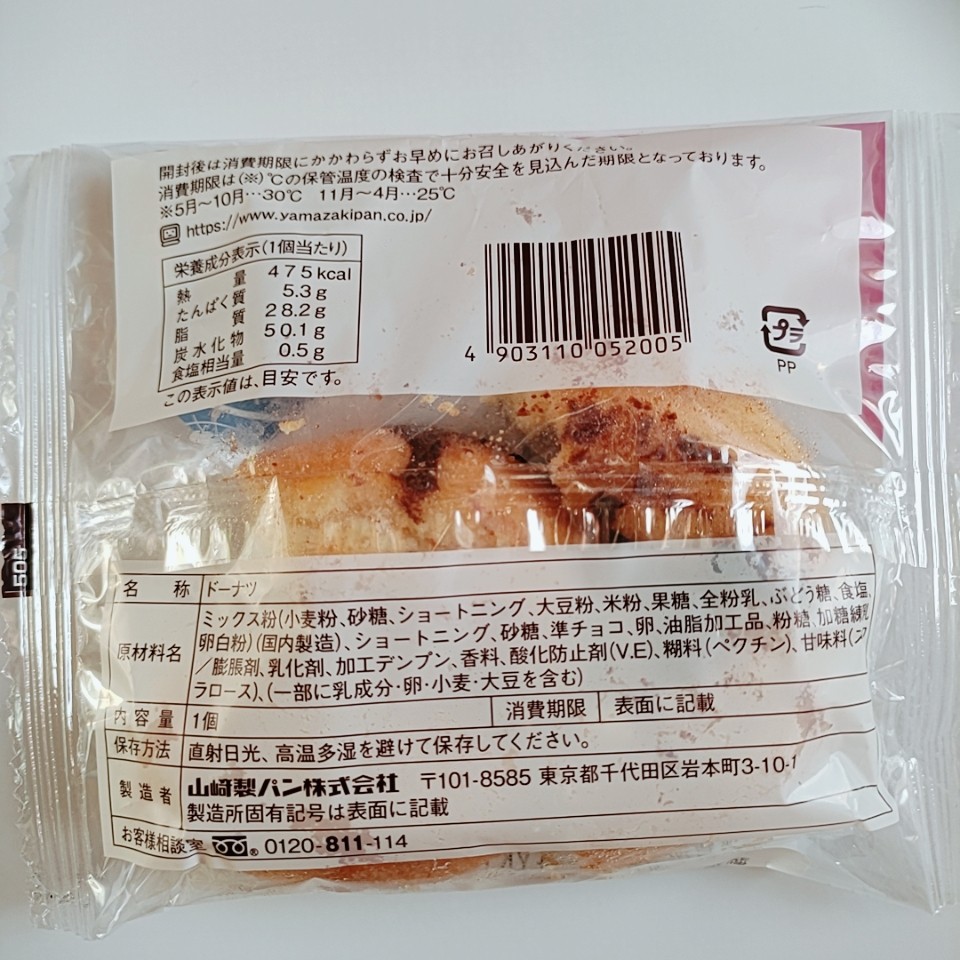 開封後は消費期限にかかわらずお早めにお召しあがりください。
消費期限は(※)℃の保管温度の検査で十分安全を見込んだ期限となっております。
※5月〜10月…30℃ 11月〜4月…25℃
https://www.yamazakipan.co.jp/
栄養成分表示(1個当たり)
熱量 475kcal
たんぱく質 5.3g
脂質 28.2g
炭水化物 50.1g
食塩相当量 0.5g
この表示値は、目安です。
4 903110 052005
プラ
PP
505
名称 ドーナツ
原材料名 ミックス粉(小麦粉、砂糖、ショートニング、大豆粉、米粉、果糖、全粉乳、ぶどう糖、食塩、
卵白粉)(国内製造)、ショートニング、砂糖、準チョコ、卵、油脂加工品、粉糖、加糖練乳
/膨脹剤、乳化剤、加工デンプン、香料、酸化防止剤(V.E)、糊料(ペクチン)、甘味料(スク
ラロース)、(一部に乳成分・卵・小麦・大豆を含む)
内容量 1個 消費期限 表面に記載
保存方法 直射日光、高温多湿を避けて保存してください。
製造者 山崎製パン株式会社 〒101-8585 東京都千代田区岩本町3-10-1
製造所固有記号は表面に記載
お客様相談室 ® 0120-811-114